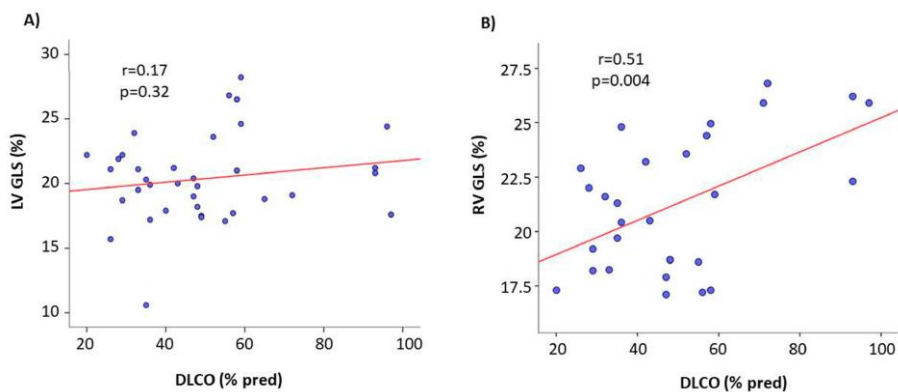 A)
r=0.17
p=0.32
LV GLS (%)
30
25
20
15
10
20 40 60 80 100
DLCO (% pred)
B)
r=0.51
p=0.004
RV GLS (%)
27.5
25
22.5
20
17.5
20 40 60 80 100
DLCO (% pred)